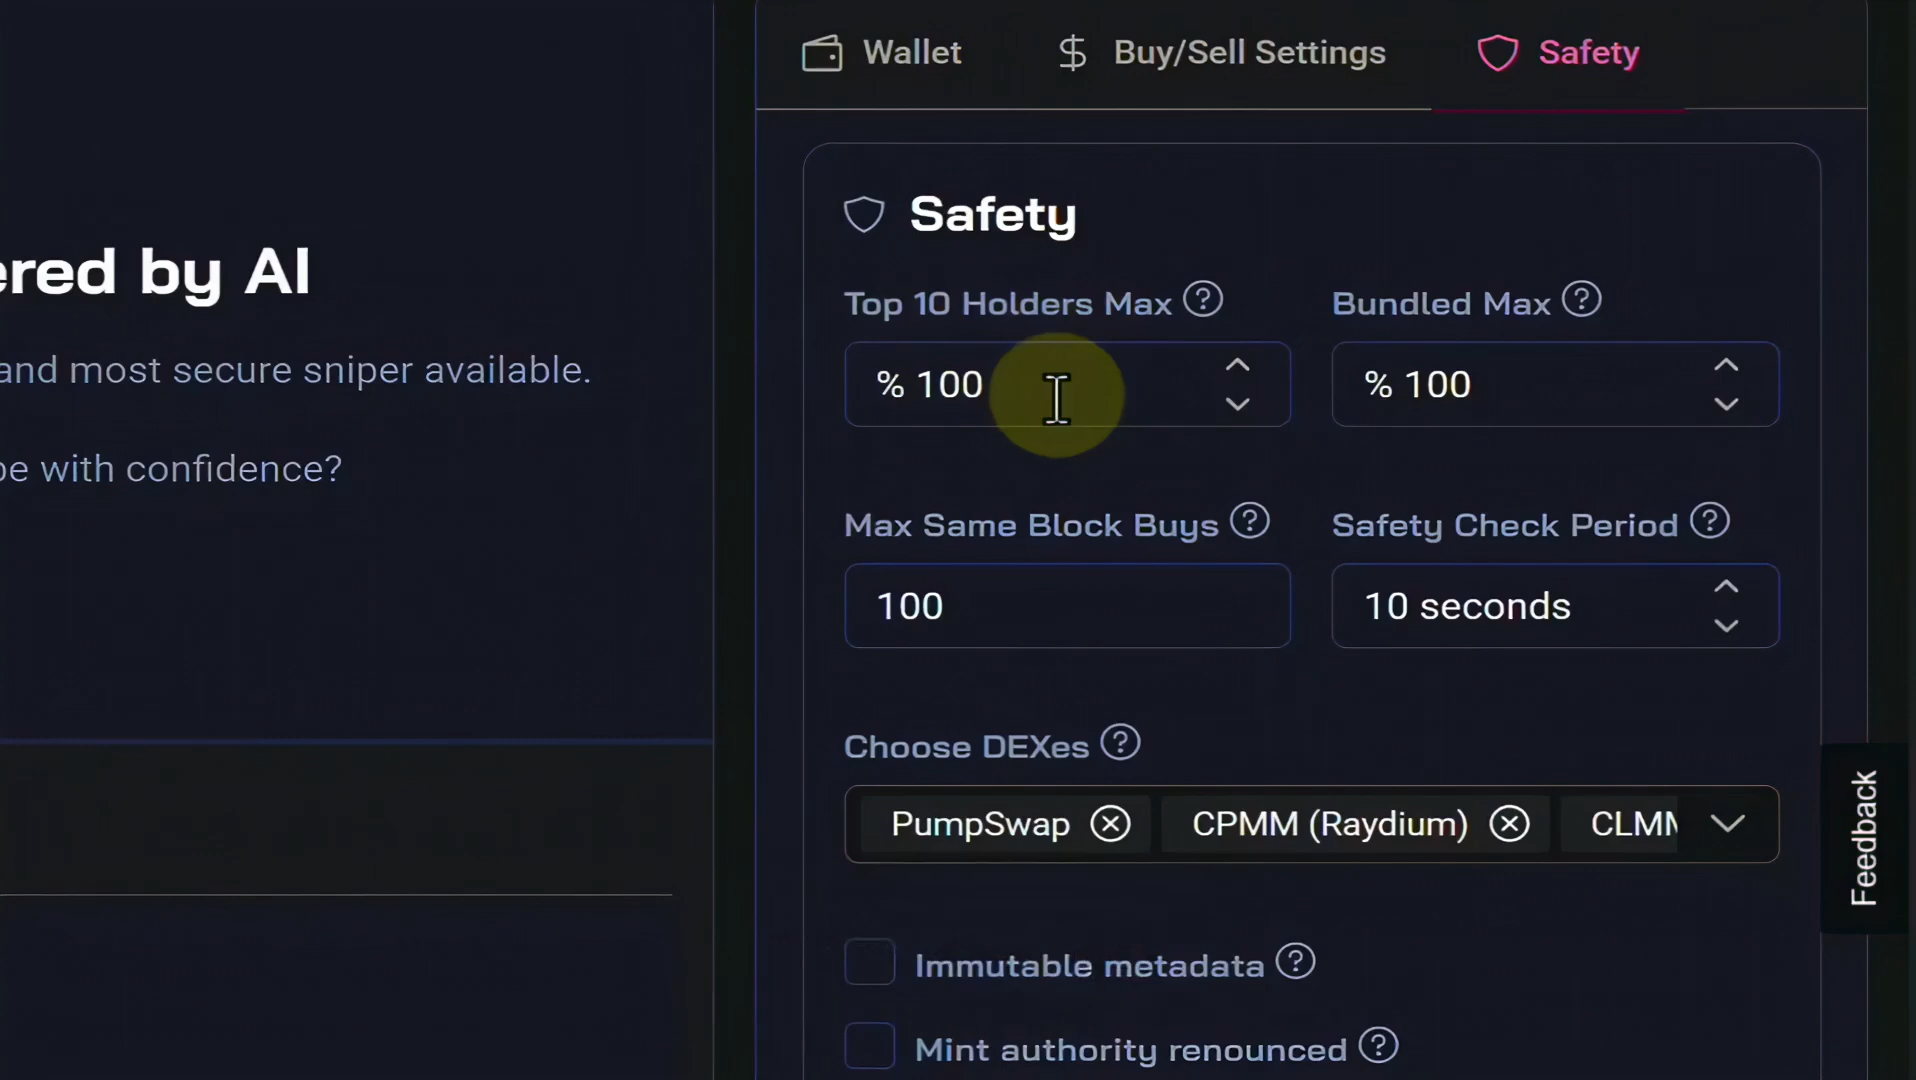 Wallet
Buy/Sell Settings
Safety
Safety
ered by AI
and most secure sniper available.
be with confidence?
Top 10 Holders Max
Bundled Max
% 100
% 100
Max Same Block Buys
Safety Check Period
100
10 seconds
Choose DEXes
PumpSwap
CPMM (Raydium)
CLMM
Immutable metadata
Mint authority renounced
Feedback